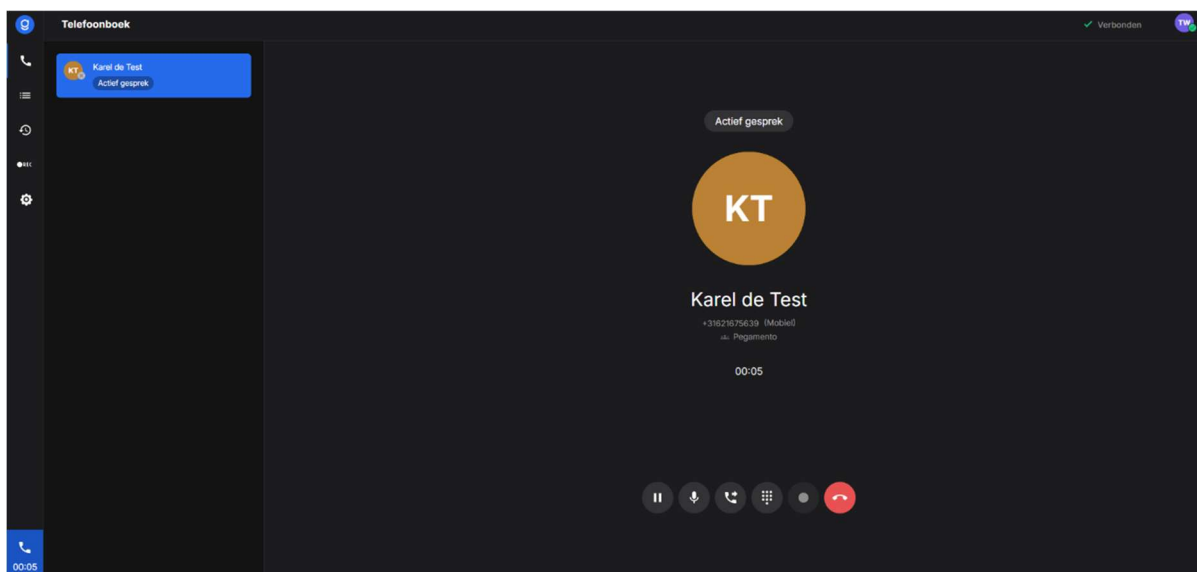 g
Telefoonboek
Verbonden
TW
KT
Karel de Test
Actief gesprek
REC
Actief gesprek
KT
Karel de Test
+31621675639 (Mobiel)
Pegamento
00:05
00:05